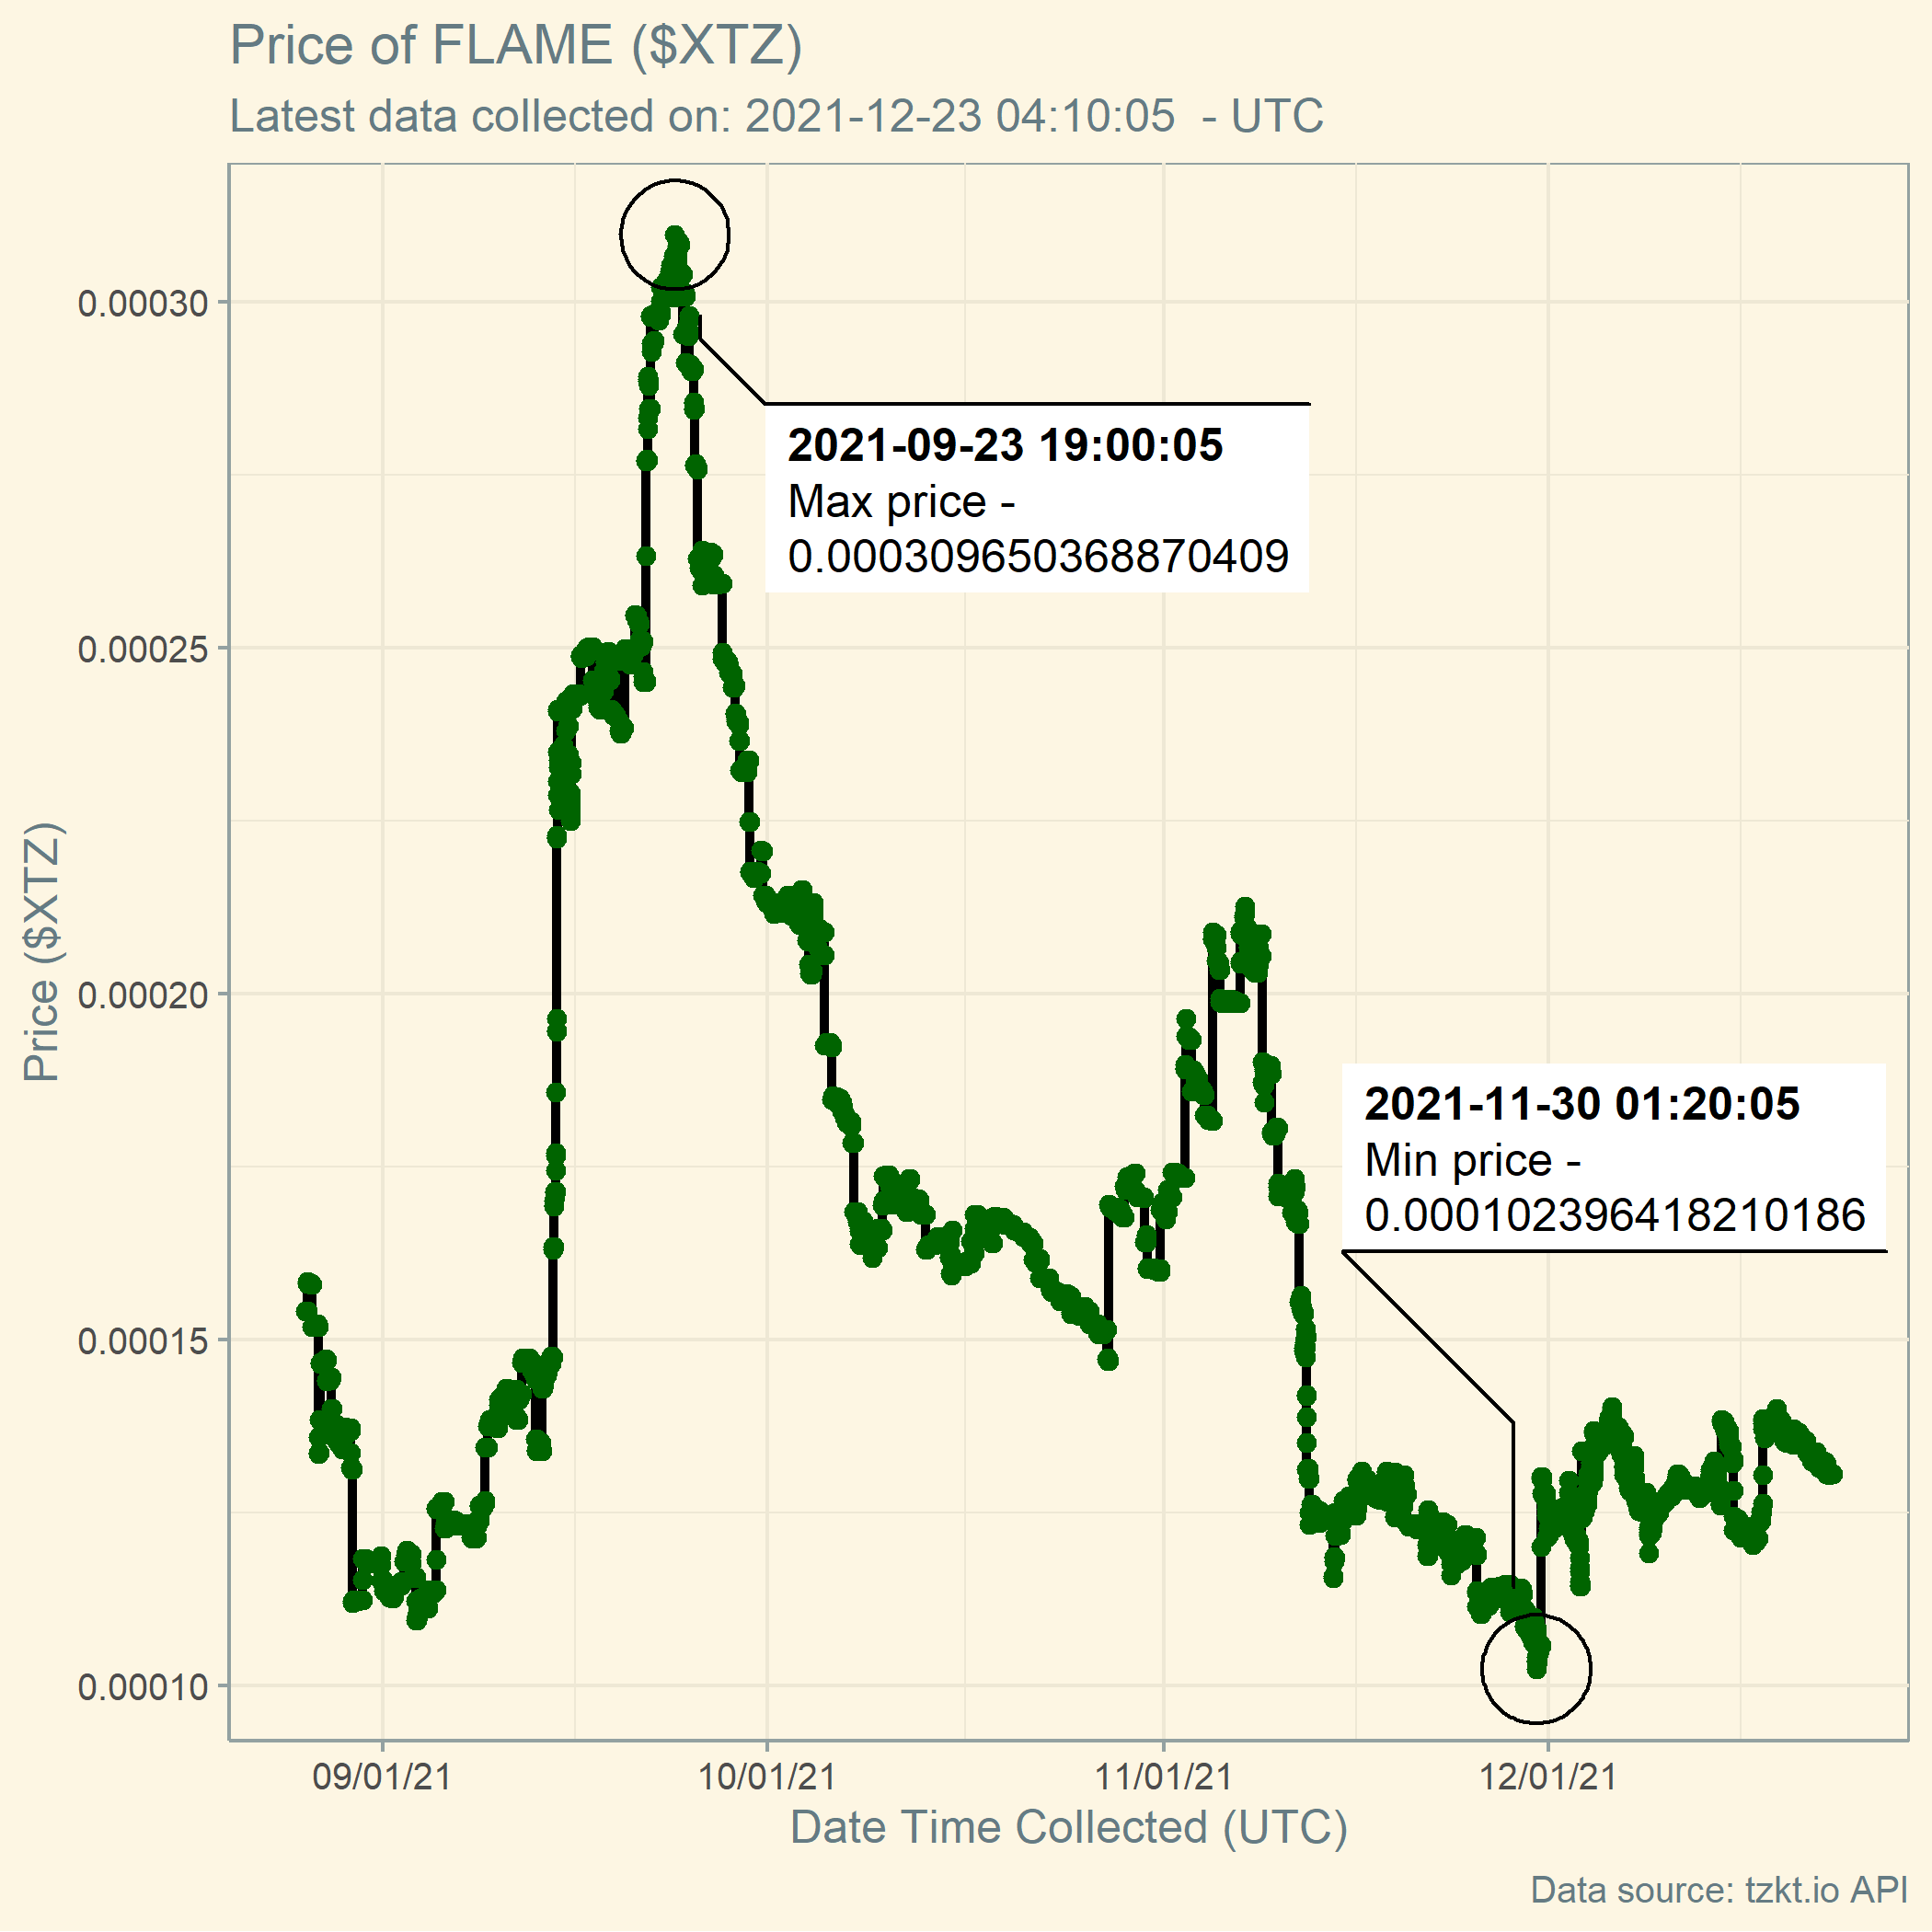 Price of FLAME ($XTZ)
Latest data collected on: 2021-12-23 04:10:05  - UTC
Price ($XTZ)
0.00030
0.00025
0.00020
0.00015
0.00010
2021-09-23 19:00:05
Max price -
0.000309650368870409
2021-11-30 01:20:05
Min price -
0.000102396418210186
09/01/21
10/01/21
11/01/21
12/01/21
Date Time Collected (UTC)
Data source: tzkt.io API